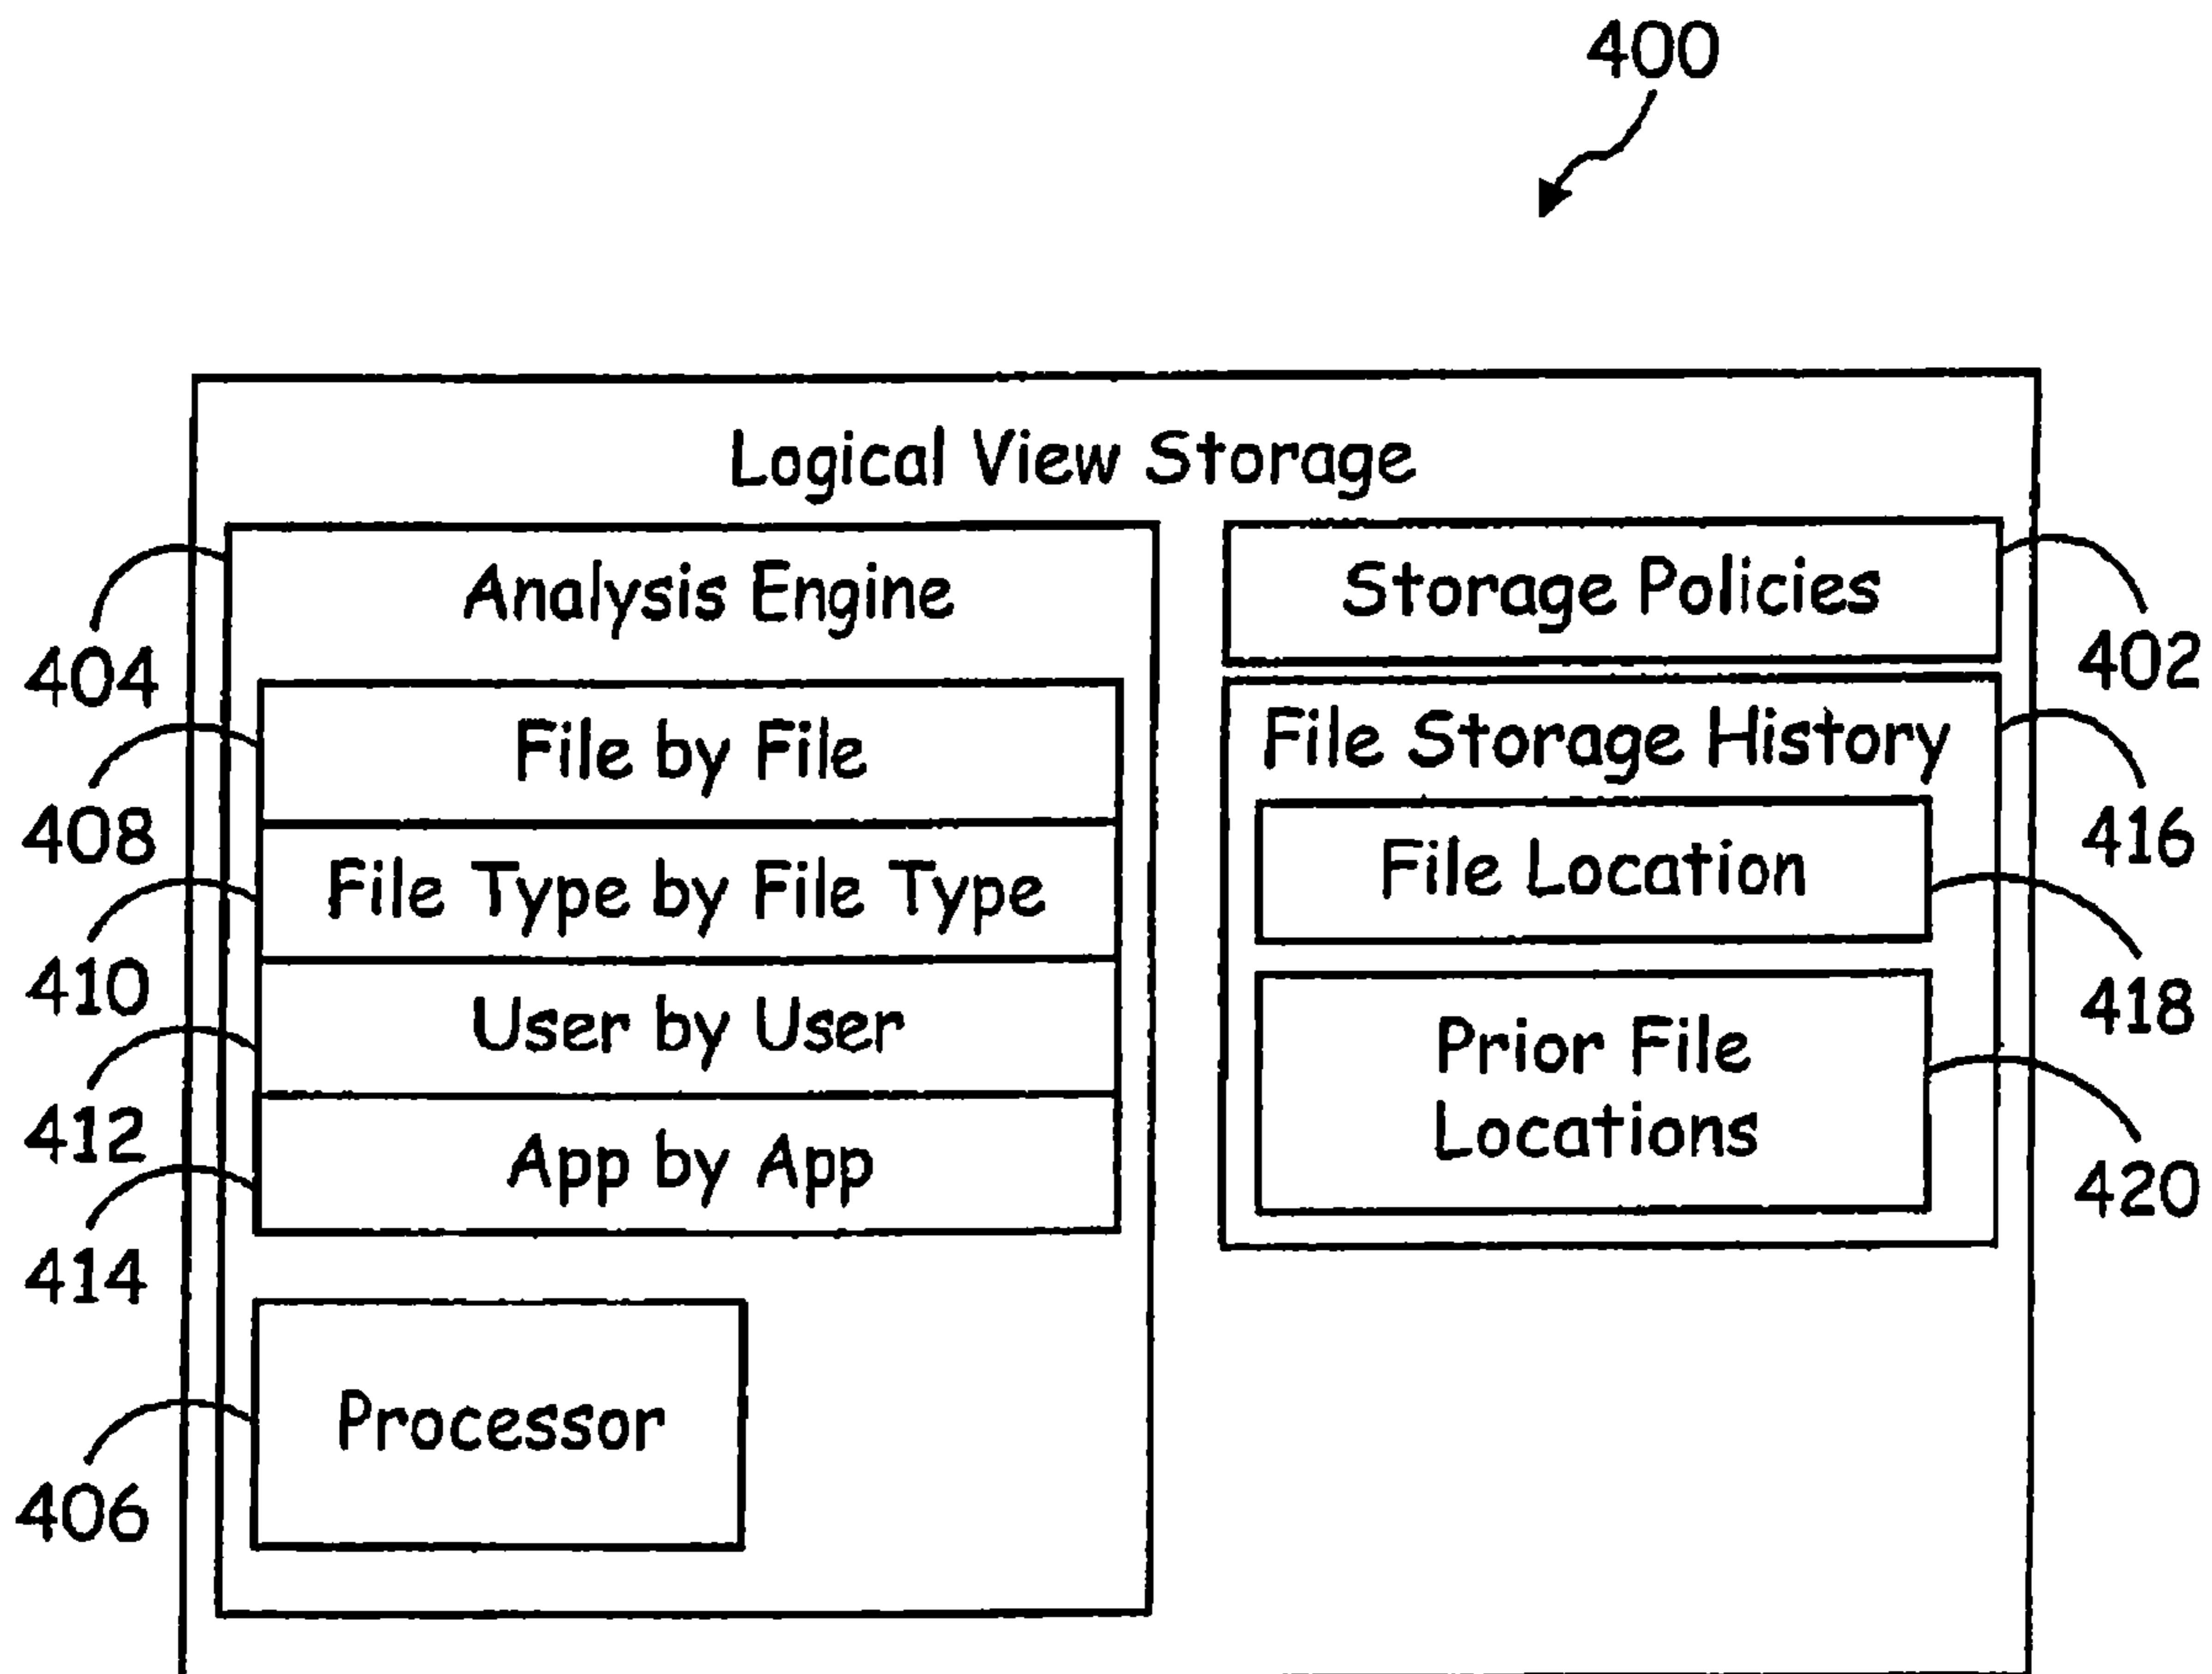 400
Logical View Storage
Analysis Engine
404
File by File
408
File Type by File Type
410
User by User
412
App by App
414
Processor
406
Storage Policies
402
File Storage History
416
File Location
418
Prior File
Locations
420